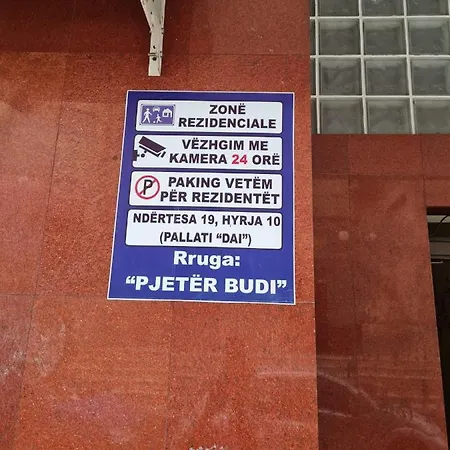 ZONË
REZIDENCIALE
VËZHGIM ME
KAMERA 24 ORË
P
PAKING VETËM
PËR REZIDENTËT
NDËRTESA 19, HYRJA 10
(PALLATI “DAI”)
Rruga:
“PJETËR BUDI”